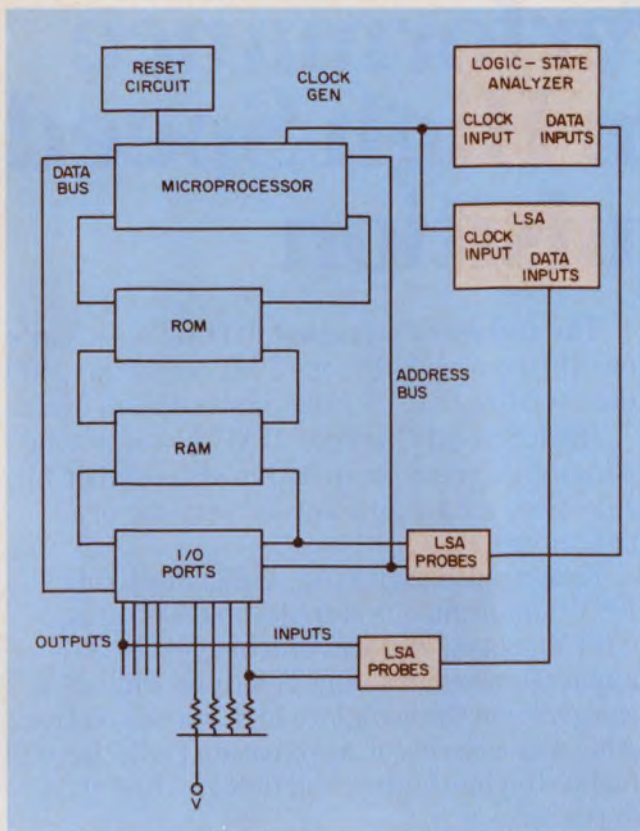 RESET
CIRCUIT
CLOCK
GEN
LOGIC – STATE
ANALYZER
CLOCK
INPUT
DATA
INPUTS
DATA
BUS
MICROPROCESSOR
LSA
CLOCK
INPUT
DATA
INPUTS
ROM
ADDRESS
BUS
RAM
I/O
PORTS
LSA
PROBES
OUTPUTS
INPUTS
LSA
PROBES
V